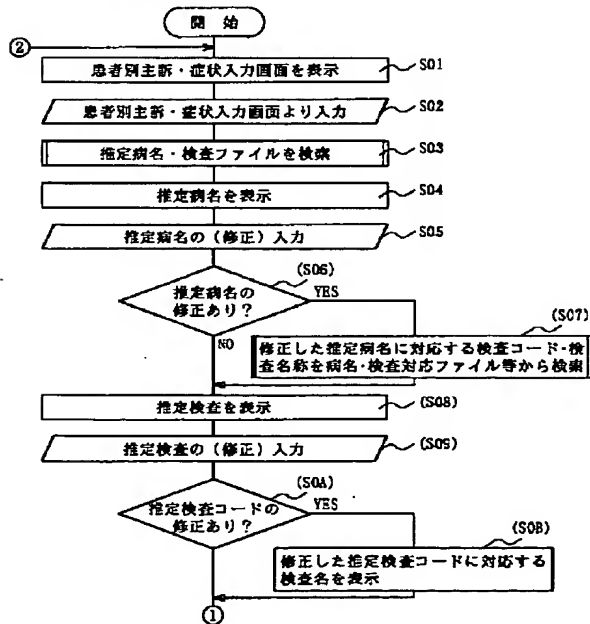 開 始
②
患者別主訴・症状入力画面を表示
S01
患者別主訴・症状入力画面より入力
S02
推定病名・検査ファイルを検索
S03
推定病名を表示
S04
推定病名の（修正）入力
S05
(S06)
推定病名の
修正あり？
YES
NO
(S07)
修正した推定病名に対応する検査コード・検
査名称を病名・検査対応ファイル等から検索
推定検査を表示
(S08)
推定検査の（修正）入力
(S09)
(S0A)
推定検査コードの
修正あり？
YES
(S0B)
修正した推定検査コードに対応する
検査名を表示
①